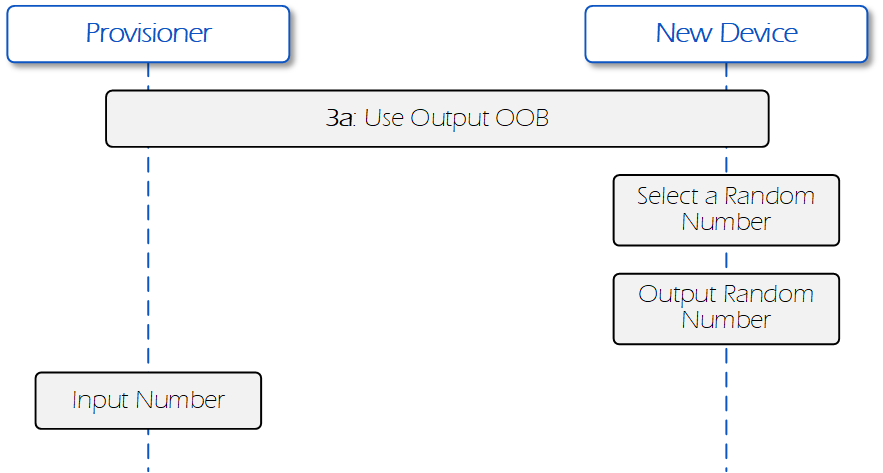 Provisioner
New Device
3a: Use Output OOB
Select a Random
Number
Output Random
Number
Input Number